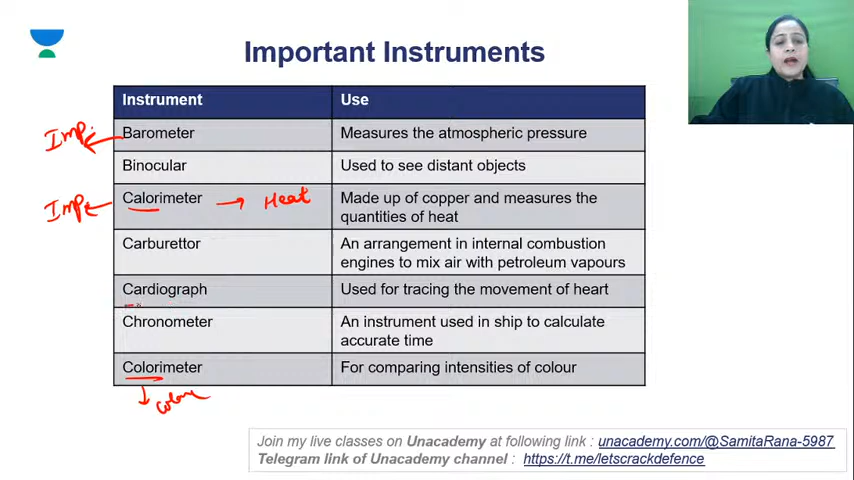 Important Instruments
Instrument Use
Imp. Barometer Measures the atmospheric pressure
Binocular Used to see distant objects
Imp Calorimeter → Heat Made up of copper and measures the
quantities of heat
Carburettor An arrangement in internal combustion
engines to mix air with petroleum vapours
Cardiograph Used for tracing the movement of heart
Chronometer An instrument used in ship to calculate
accurate time
Colorimeter For comparing intensities of colour
Join my live classes on Unacademy at following link : unacademy.com/@SamitaRana-5987
Telegram link of Unacademy channel : https://t.me/letscrackdefence